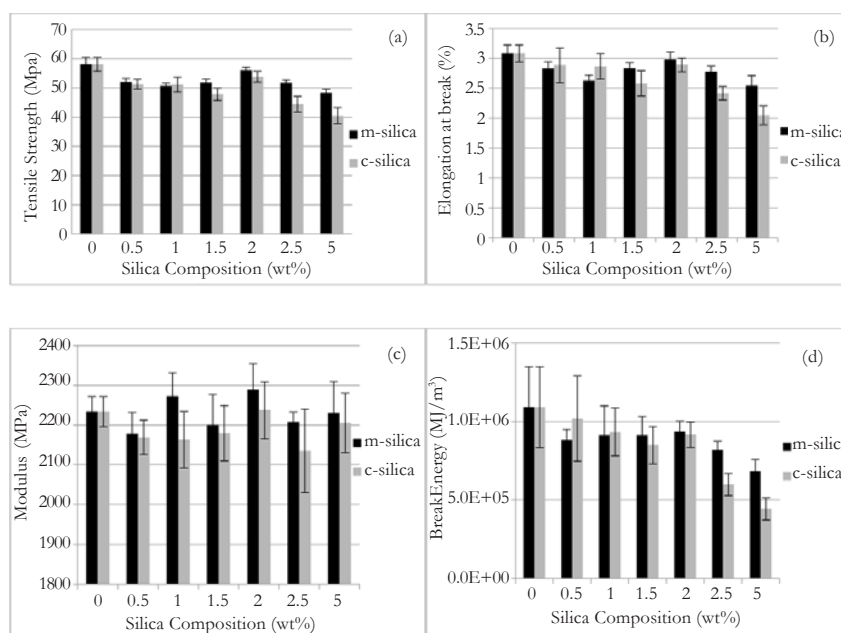 (a)
Tensile Strength (Mpa)
70
60
50
40
30
20
10
0
0 0.5 1 1.5 2 2.5 5
Silica Composition (wt%)
m-silica
c-silica
(b)
Elongation at break (%)
3.5
3
2.5
2
1.5
1
0.5
0
0 0.5 1 1.5 2 2.5 5
Silica Composition (wt%)
m-silica
c-silica
(c)
Modulus (MPa)
2400
2300
2200
2100
2000
1900
1800
0 0.5 1 1.5 2 2.5 5
Silica Composition (wt%)
m-silica
c-silica
(d)
BreakEnergy (MJ/m³)
1.5E+06
1.0E+06
5.0E+05
0.0E+00
0 0.5 1 1.5 2 2.5 5
Silica Composition (wt%)
m-silica
c-silica